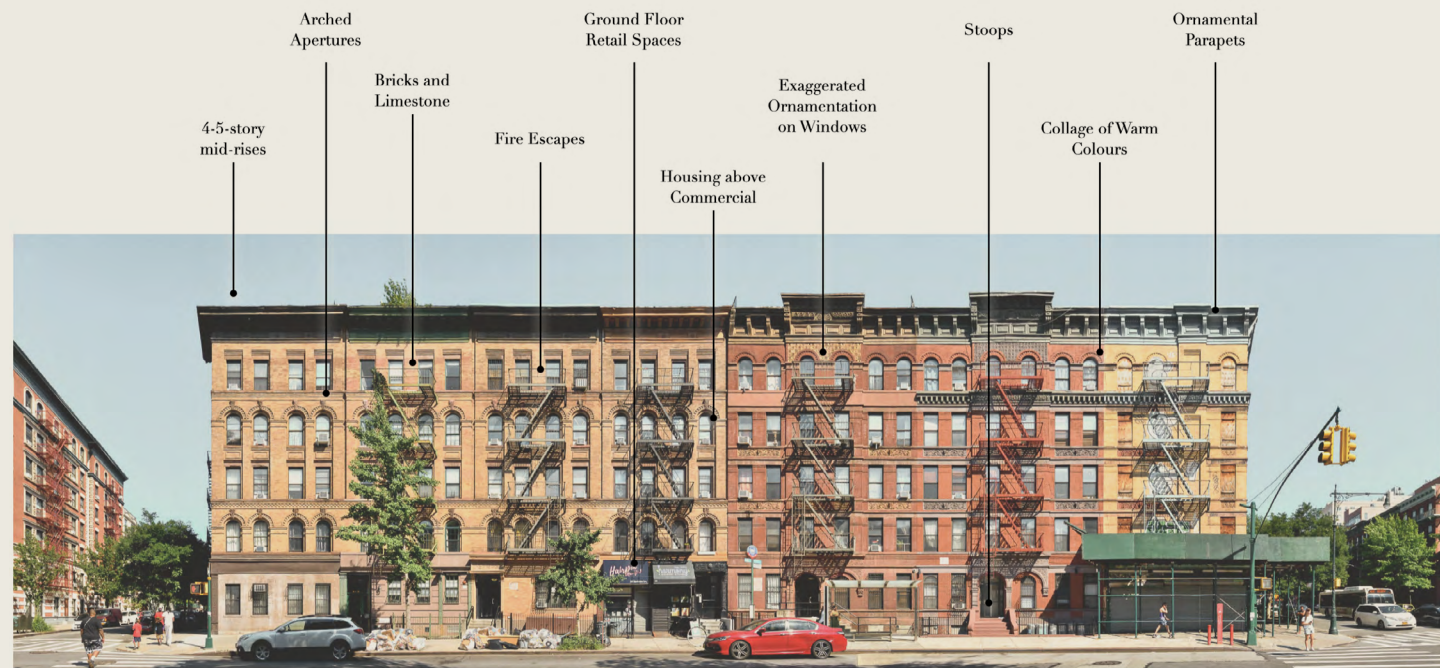 Arched
Apertures
Ground Floor
Retail Spaces
Stoops
Ornamental
Parapets
Bricks and
Limestone
Exaggerated
Ornamentation
on Windows
4-5-story
mid-rises
Fire Escapes
Collage of Warm
Colours
Housing above
Commercial